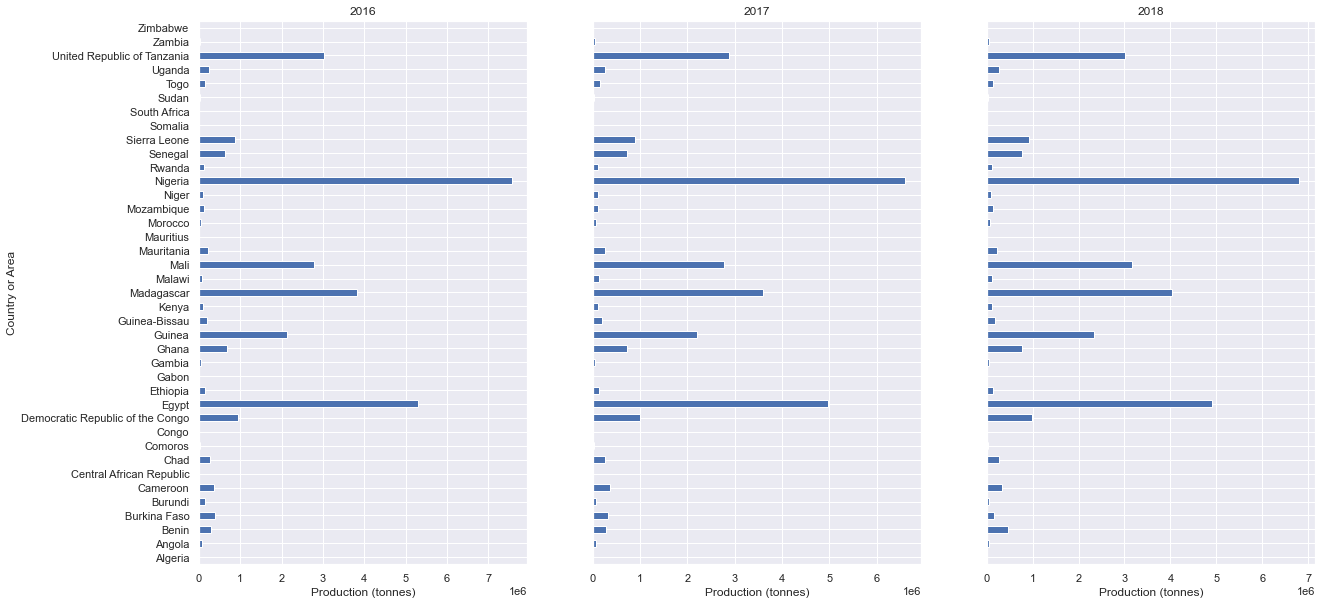 2016
2017
2018
Zimbabwe
Zambia
United Republic of Tanzania
Uganda
Togo
Sudan
South Africa
Somalia
Sierra Leone
Senegal
Rwanda
Nigeria
Niger
Mozambique
Morocco
Mauritius
Mauritania
Mali
Malawi
Madagascar
Kenya
Guinea-Bissau
Guinea
Ghana
Gambia
Gabon
Ethiopia
Egypt
Democratic Republic of the Congo
Congo
Comoros
Chad
Central African Republic
Cameroon
Burundi
Burkina Faso
Benin
Angola
Algeria
Country or Area
0 1 2 3 4 5 6 7
Production (tonnes)
1e6
0 1 2 3 4 5 6
Production (tonnes)
1e6
0 1 2 3 4 5 6 7
Production (tonnes)
1e6